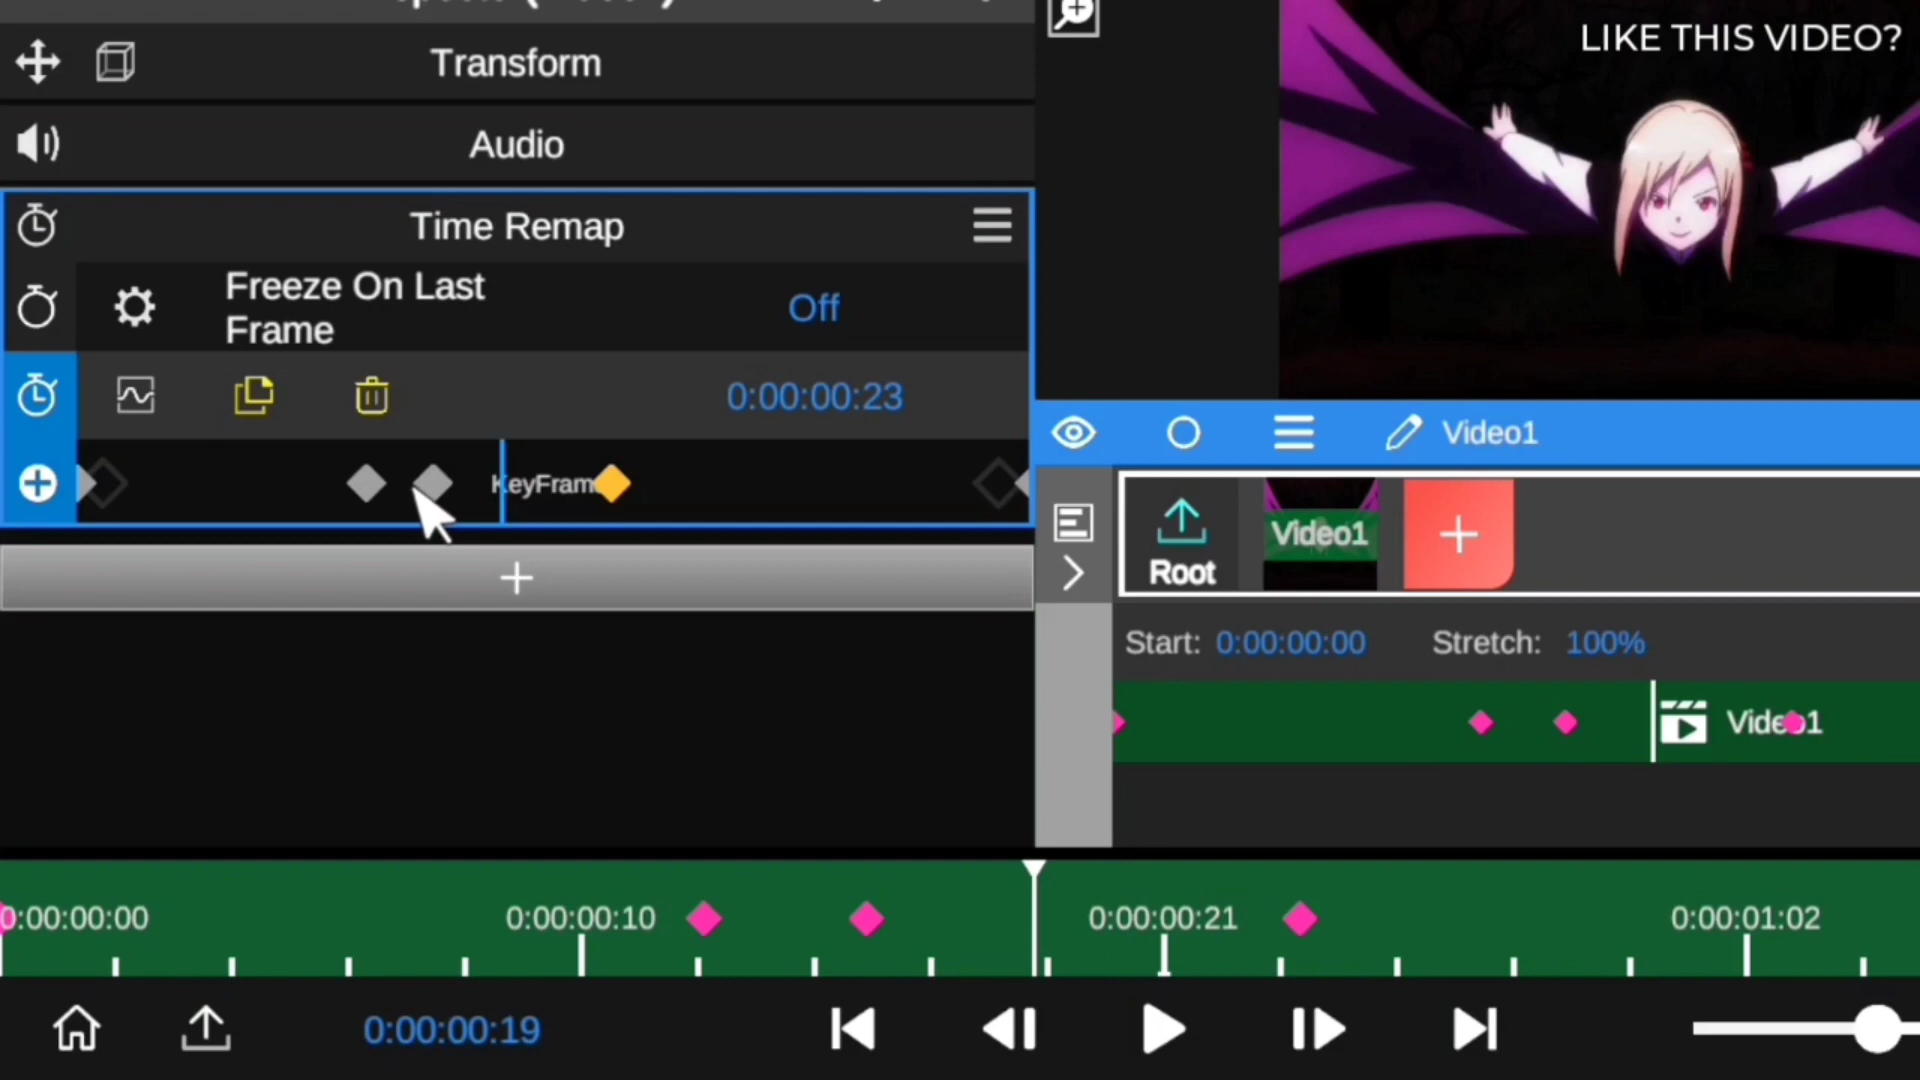 LIKE THIS VIDEO?
Transform
Audio
Time Remap
Freeze On Last
Frame
Off
0:00:00:23
KeyFram
Video1
Video1
Root
Start: 0:00:00:00 Stretch: 100%
Video1
0:00:00:00 0:00:00:10 0:00:00:21 0:00:01:02
0:00:00:19